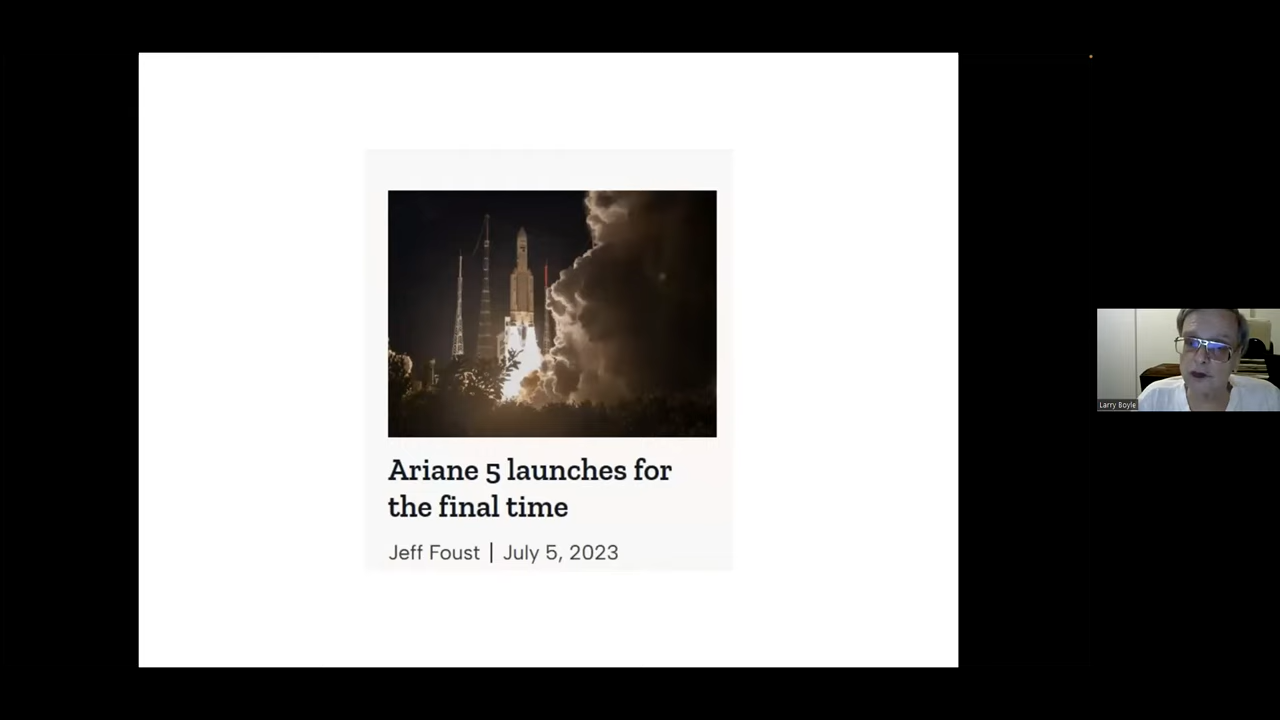 Ariane 5 launches for
the final time
Jeff Foust | July 5, 2023
Larry Boyle